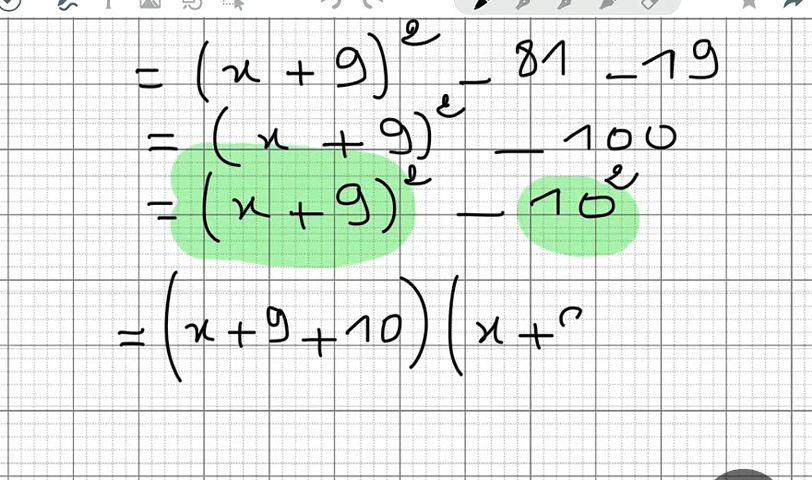 = (x + 9)² - 81 - 19
= (x + 9)² - 100
= (x + 9)² - 10²
= (x + 9 + 10)(x +